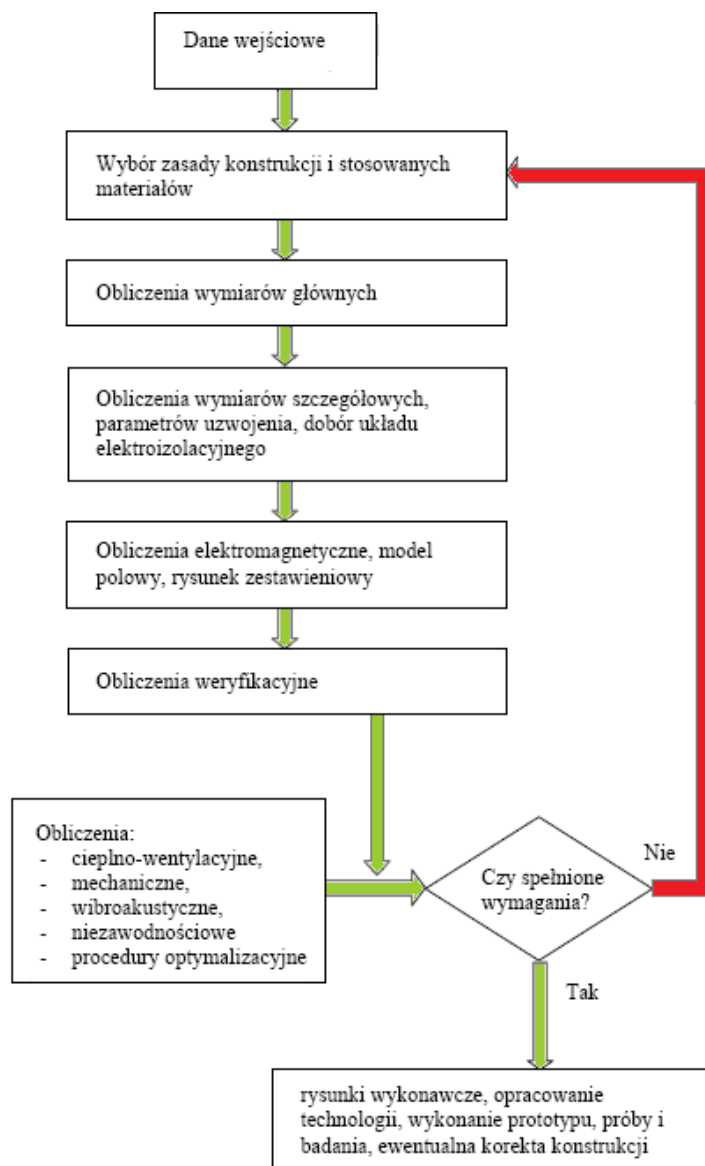 Dane wejściowe
Wybór zasady konstrukcji i stosowanych
materiałów
Obliczenia wymiarów głównych
Obliczenia wymiarów szczegółowych,
parametrów uzwojenia, dobór układu
elektroizolacyjnego
Obliczenia elektromagnetyczne, model
polowy, rysunek zestawieniowy
Obliczenia weryfikacyjne
Obliczenia:
- cieplno-wentylacyjne,
- mechaniczne,
- wibroakustyczne,
- niezawodnościowe
- procedury optymalizacyjne
Czy spełnione
wymagania?
Nie
Tak
rysunki wykonawcze, opracowanie
technologii, wykonanie prototypu, próby i
badania, ewentualna korekta konstrukcji